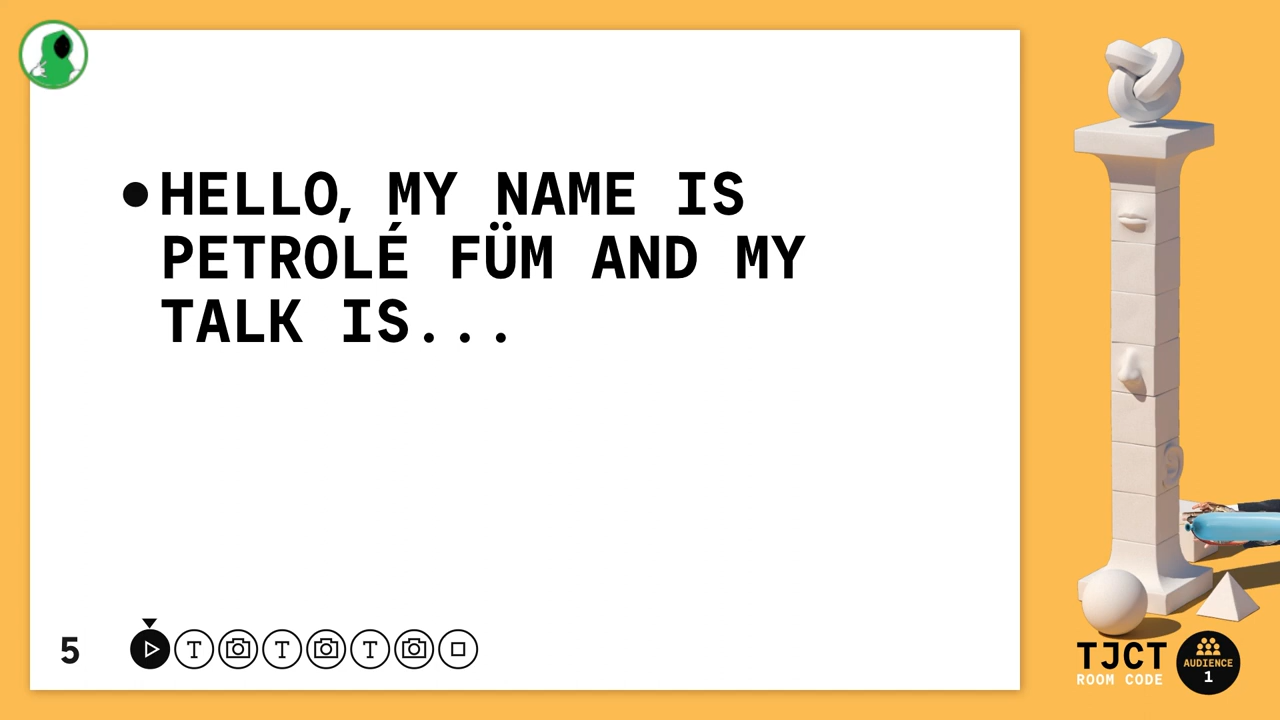 ● HELLO, MY NAME IS
PETROLÉ FÜM AND MY
TALK IS...
5
T
T
T
TJCT
ROOM CODE
AUDIENCE
1